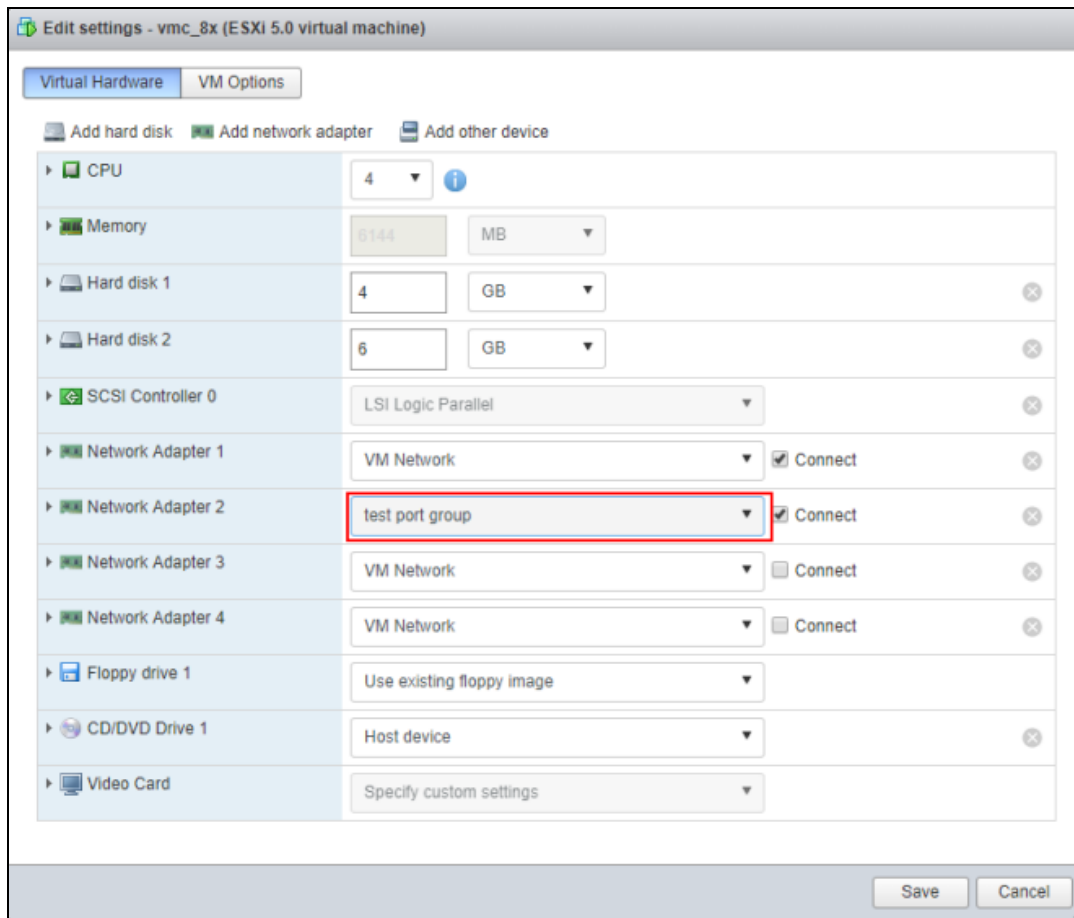 Edit settings - vmc_8x (ESXi 5.0 virtual machine)
Virtual Hardware VM Options
Add hard disk Add network adapter Add other device
CPU 4
Memory 6144 MB
Hard disk 1 4 GB
Hard disk 2 6 GB
SCSI Controller 0 LSI Logic Parallel
Network Adapter 1 VM Network Connect
Network Adapter 2 test port group Connect
Network Adapter 3 VM Network Connect
Network Adapter 4 VM Network Connect
Floppy drive 1 Use existing floppy image
CD/DVD Drive 1 Host device
Video Card Specify custom settings
Save Cancel